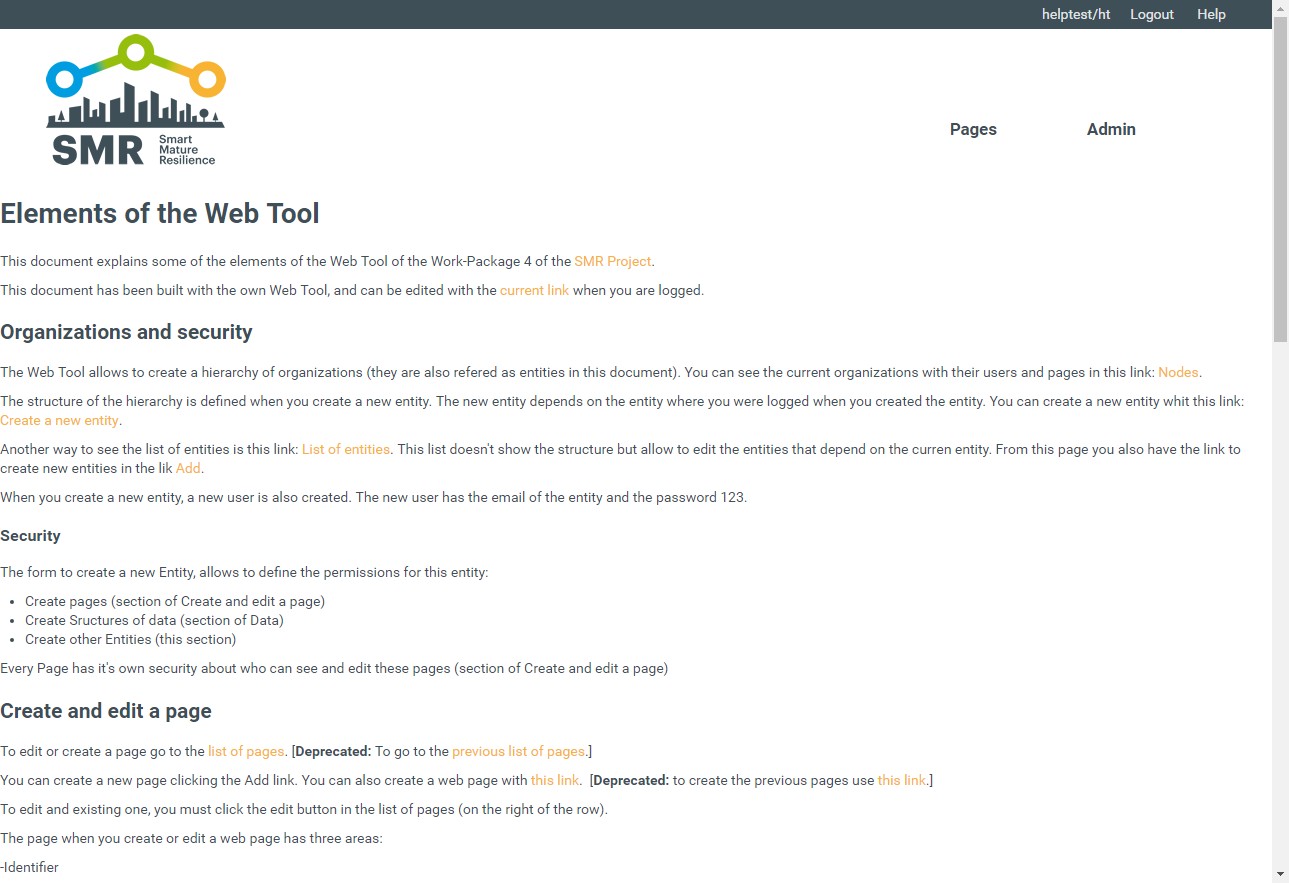 helptest/ht Logout Help
SMR Smart Mature Resilience
Pages Admin
Elements of the Web Tool
This document explains some of the elements of the Web Tool of the Work-Package 4 of the SMR Project.
This document has been built with the own Web Tool, and can be edited with the current link when you are logged.
Organizations and security
The Web Tool allows to create a hierarchy of organizations (they are also refered as entities in this document). You can see the current organizations with their users and pages in this link: Nodes.
The structure of the hierarchy is defined when you create a new entity. The new entity depends on the entity where you were logged when you created the entity. You can create a new entity whit this link:
Create a new entity.
Another way to see the list of entities is this link: List of entities. This list doesn't show the structure but allow to edit the entities that depend on the curren entity. From this page you also have the link to
create new entities in the lik Add.
When you create a new entity, a new user is also created. The new user has the email of the entity and the password 123.
Security
The form to create a new Entity, allows to define the permissions for this entity:
• Create pages (section of Create and edit a page)
• Create Sructures of data (section of Data)
• Create other Entities (this section)
Every Page has it's own security about who can see and edit these pages (section of Create and edit a page)
Create and edit a page
To edit or create a page go to the list of pages. [Deprecated: To go to the previous list of pages.]
You can create a new page clicking the Add link. You can also create a web page with this link. [Deprecated: to create the previous pages use this link.]
To edit and existing one, you must click the edit button in the list of pages (on the right of the row).
The page when you create or edit a web page has three areas:
-Identifier